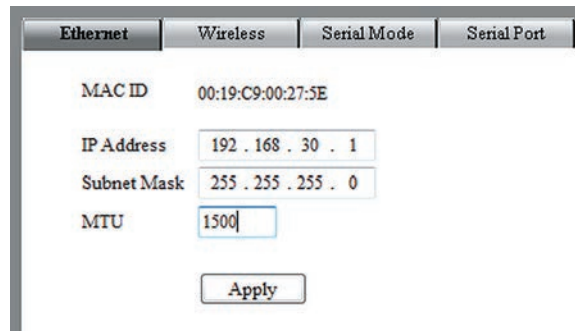 Ethernet Wireless Serial Mode Serial Port
MAC ID 00:19:C9:00:27:5E
IP Address 192 . 168 . 30 . 1
Subnet Mask 255 . 255 . 255 . 0
MTU 1500
Apply